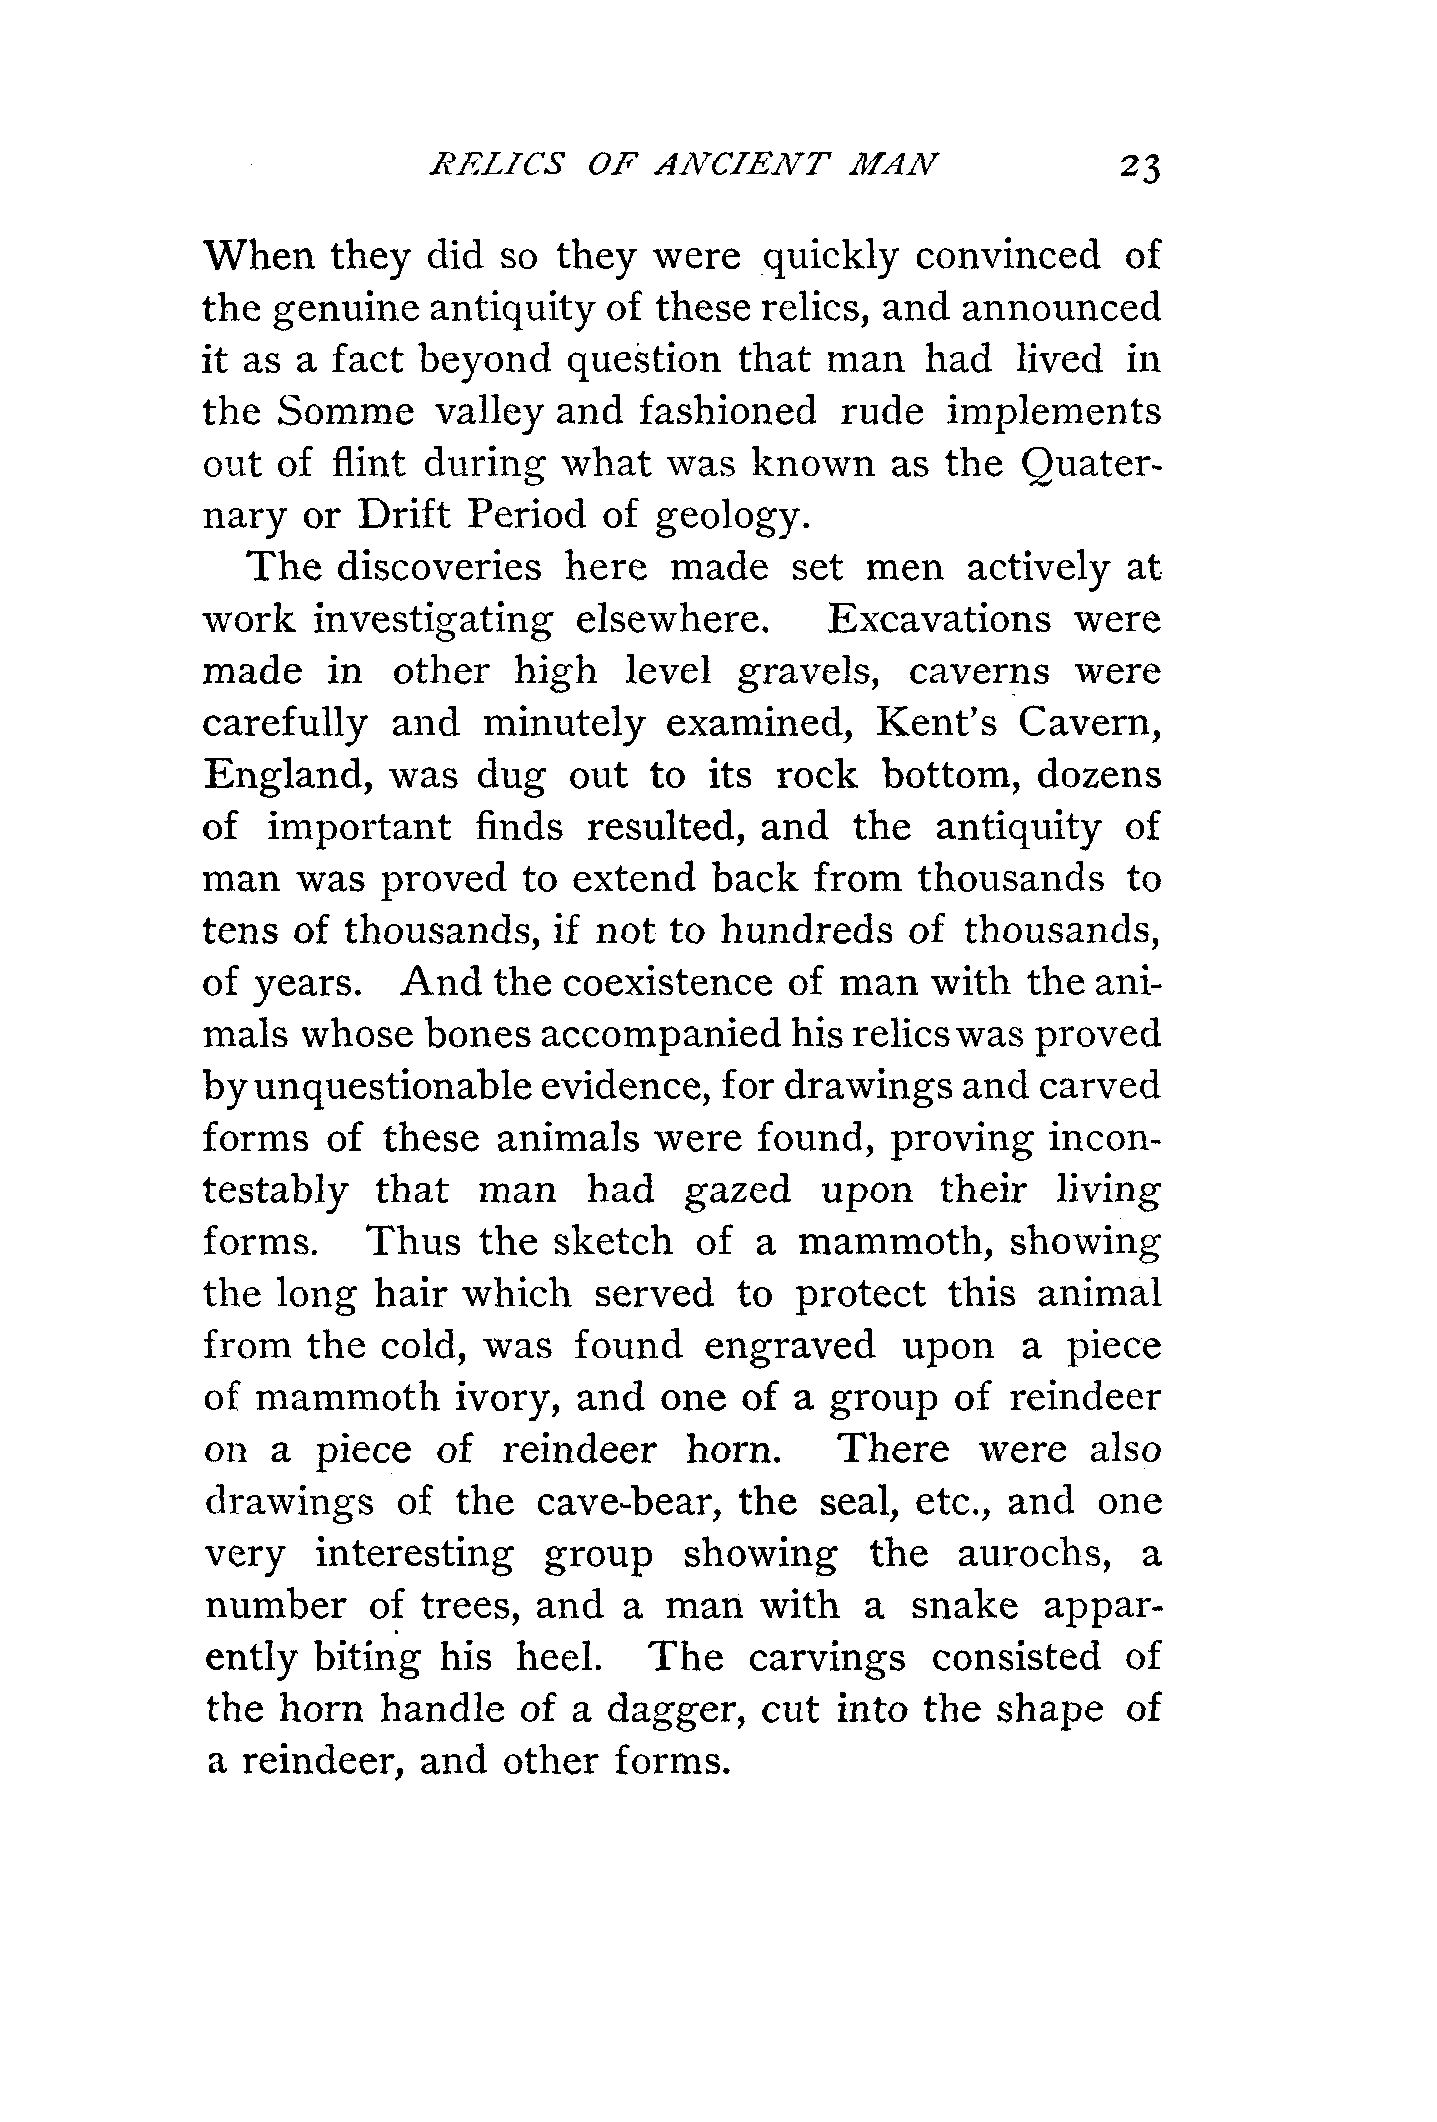 RELICS OF ANCIENT MAN 23
When they did so they were quickly convinced of
the genuine antiquity of these relics, and announced
it as a fact beyond question that man had lived in
the Somme valley and fashioned rude implements
out of flint during what was known as the Quater-
nary or Drift Period of geology.
The discoveries here made set men actively at
work investigating elsewhere. Excavations were
made in other high level gravels, caverns were
carefully and minutely examined, Kent's Cavern,
England, was dug out to its rock bottom, dozens
of important finds resulted, and the antiquity of
man was proved to extend back from thousands to
tens of thousands, if not to hundreds of thousands,
of years. And the coexistence of man with the ani-
mals whose bones accompanied his relics was proved
by unquestionable evidence, for drawings and carved
forms of these animals were found, proving incon-
testably that man had gazed upon their living
forms. Thus the sketch of a mammoth, showing
the long hair which served to protect this animal
from the cold, was found engraved upon a piece
of mammoth ivory, and one of a group of reindeer
on a piece of reindeer horn. There were also
drawings of the cave-bear, the seal, etc., and one
very interesting group showing the aurochs, a
number of trees, and a man with a snake appar-
ently biting his heel. The carvings consisted of
the horn handle of a dagger, cut into the shape of
a reindeer, and other forms.